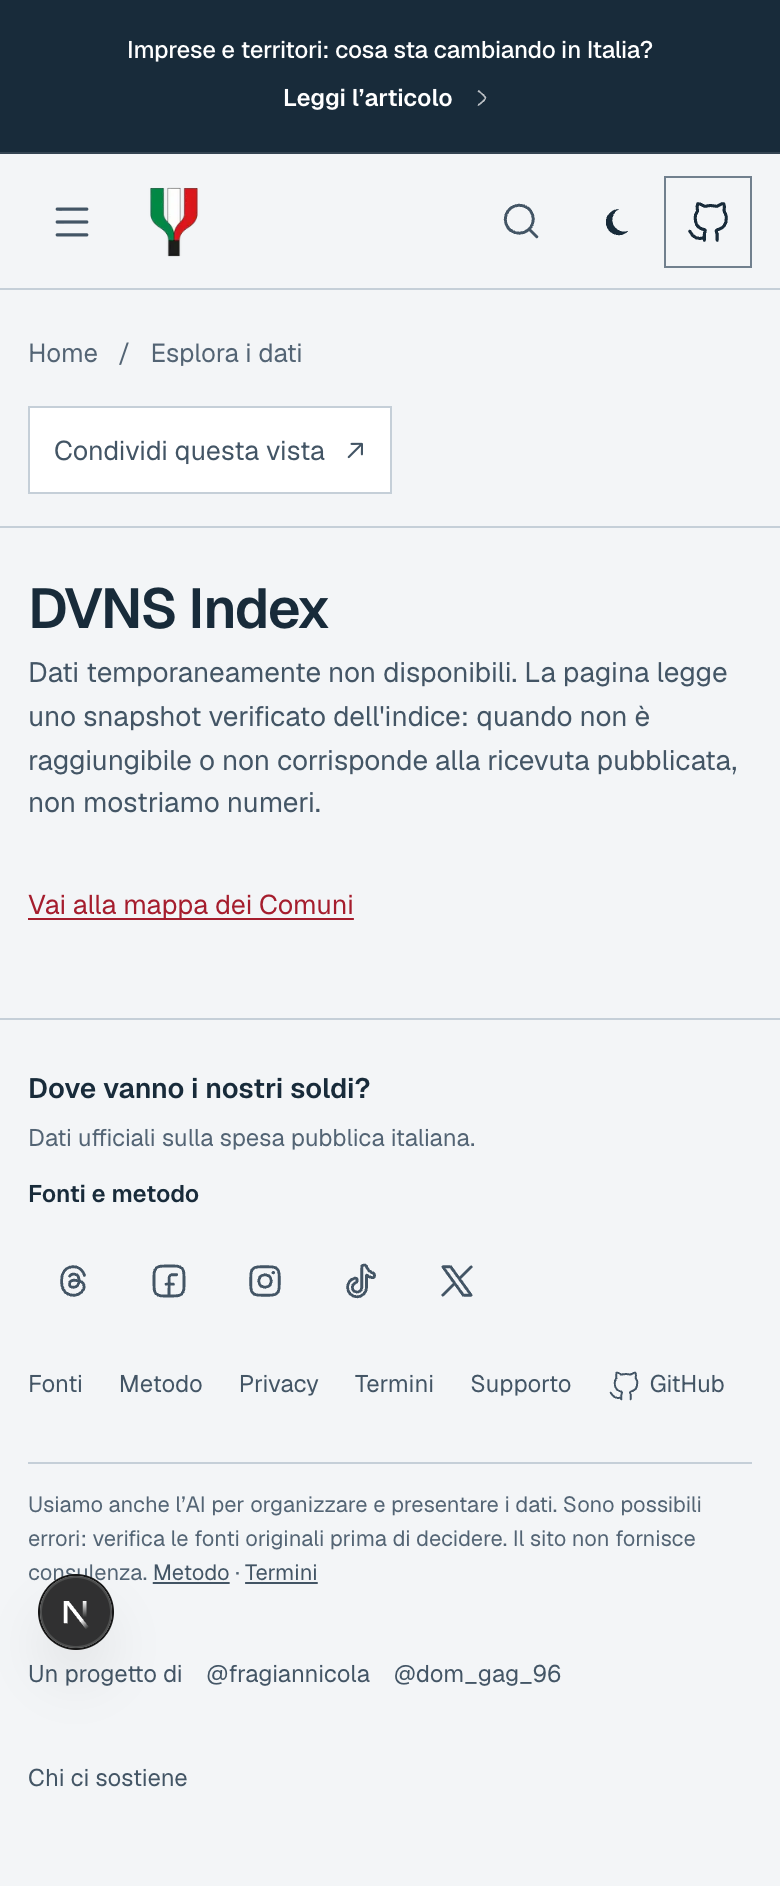 Imprese e territori: cosa sta cambiando in Italia?
Leggi l’articolo
Home / Esplora i dati
Condividi questa vista
DVNS Index
Dati temporaneamente non disponibili. La pagina legge
uno snapshot verificato dell'indice: quando non è
raggiungibile o non corrisponde alla ricevuta pubblicata,
non mostriamo numeri.
Vai alla mappa dei Comuni
Dove vanno i nostri soldi?
Dati ufficiali sulla spesa pubblica italiana.
Fonti e metodo
Fonti Metodo Privacy Termini Supporto GitHub
Usiamo anche l’AI per organizzare e presentare i dati. Sono possibili
errori: verifica le fonti originali prima di decidere. Il sito non fornisce
consulenza. Metodo · Termini
N
Un progetto di @fragiannicola @dom_gag_96
Chi ci sostiene